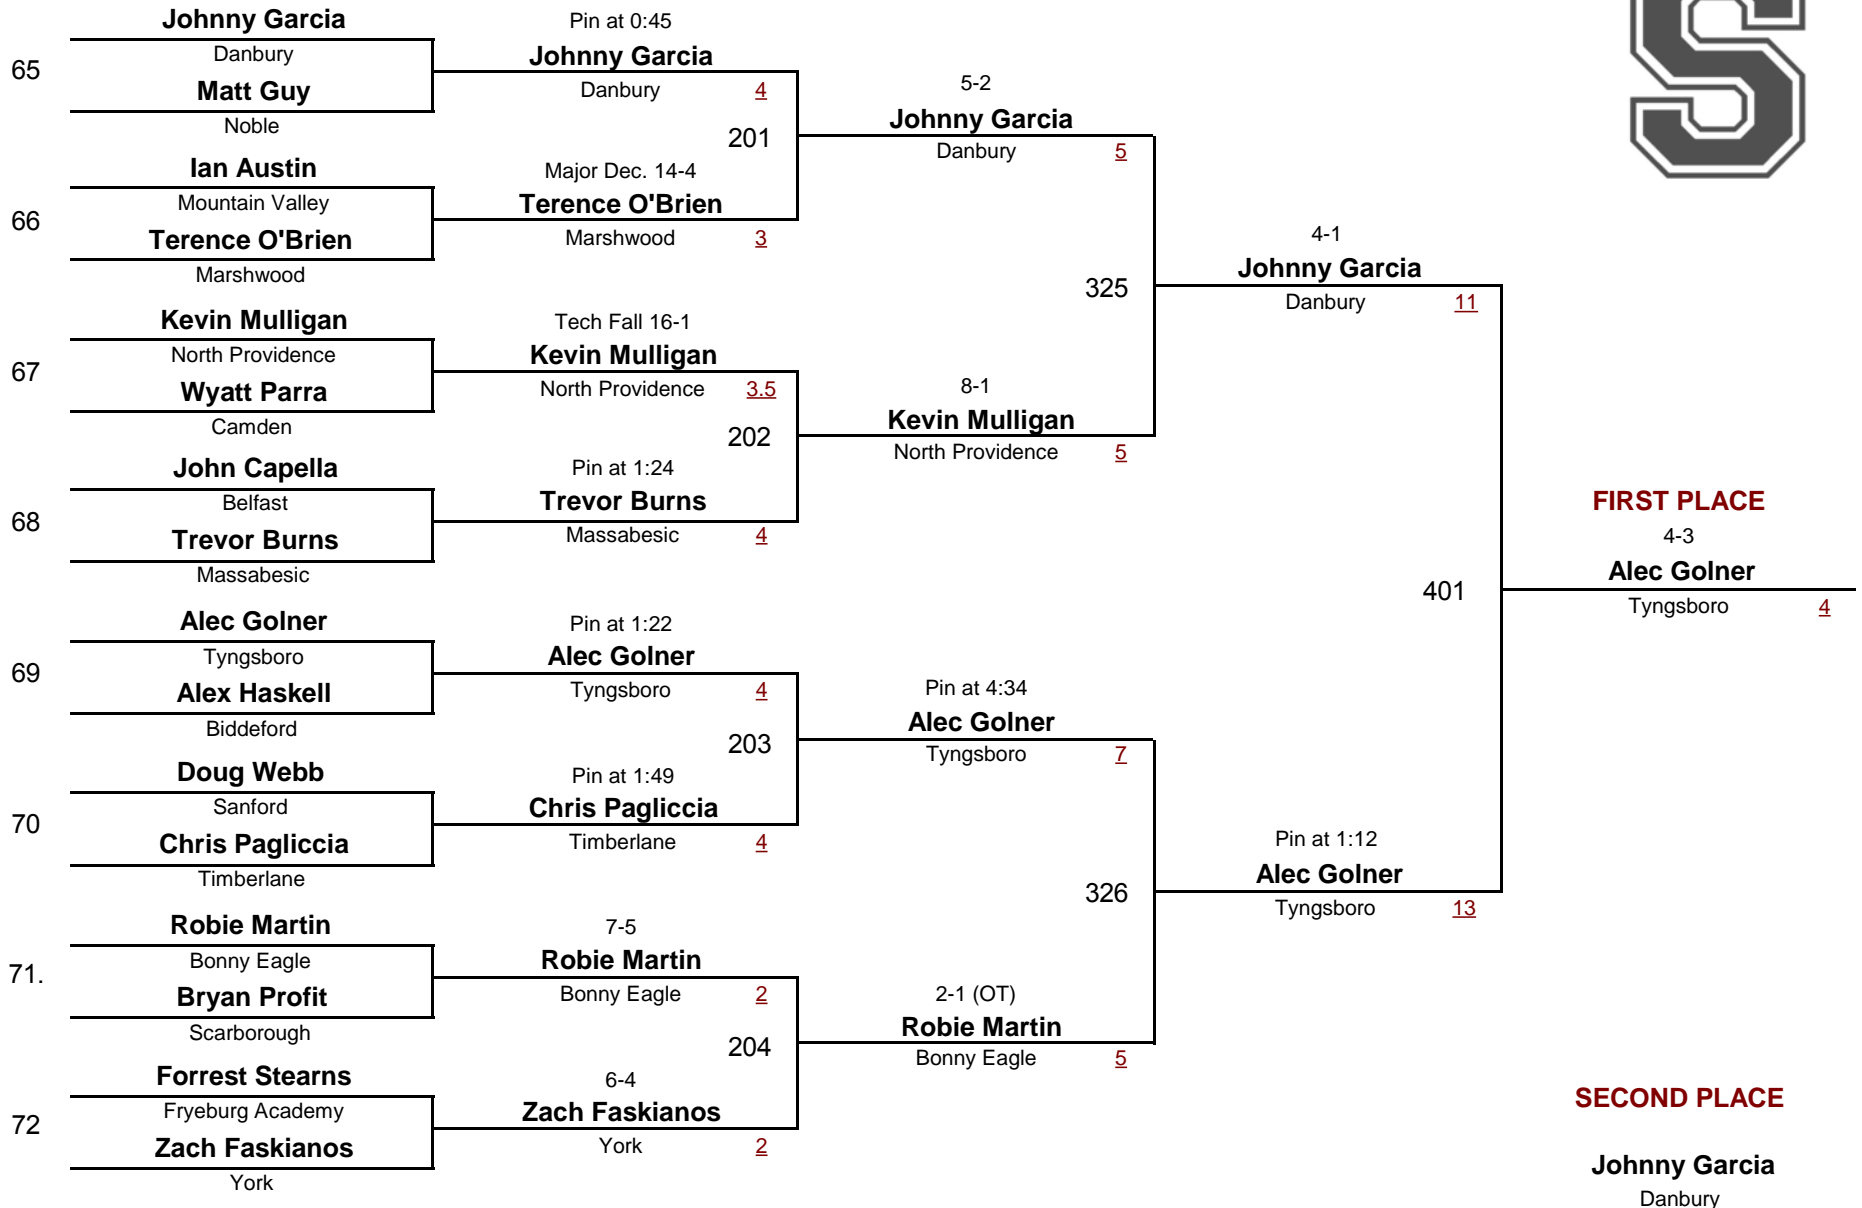 Johnny Garcia
Danbury
65
Matt Guy
Noble
Ian Austin
Mountain Valley
66
Terence O'Brien
Marshwood
Kevin Mulligan
North Providence
67
Wyatt Parra
Camden
John Capella
Belfast
68
Trevor Burns
Massabesic
Alec Golner
Tyngsboro
69
Alex Haskell
Biddeford
Doug Webb
Sanford
70
Chris Pagliccia
Timberlane
Robie Martin
Bonny Eagle
71.
Bryan Profit
Scarborough
Forrest Stearns
Fryeburg Academy
72
Zach Faskianos
York
Pin at 0:45
Johnny Garcia
Danbury 4
201
Major Dec. 14-4
Terence O'Brien
Marshwood 3
Tech Fall 16-1
Kevin Mulligan
North Providence 3.5
202
Pin at 1:24
Trevor Burns
Massabesic 4
Pin at 1:22
Alec Golner
Tyngsboro 4
203
Pin at 1:49
Chris Pagliccia
Timberlane 4
7-5
Robie Martin
Bonny Eagle 2
204
6-4
Zach Faskianos
York 2
5-2
Johnny Garcia
Danbury 5
325
8-1
Kevin Mulligan
North Providence 5
Pin at 4:34
Alec Golner
Tyngsboro 7
326
2-1 (OT)
Robie Martin
Bonny Eagle 5
4-1
Johnny Garcia
Danbury 11
401
Pin at 1:12
Alec Golner
Tyngsboro 13
S
FIRST PLACE
4-3
Alec Golner
Tyngsboro 4
SECOND PLACE
Johnny Garcia
Danbury